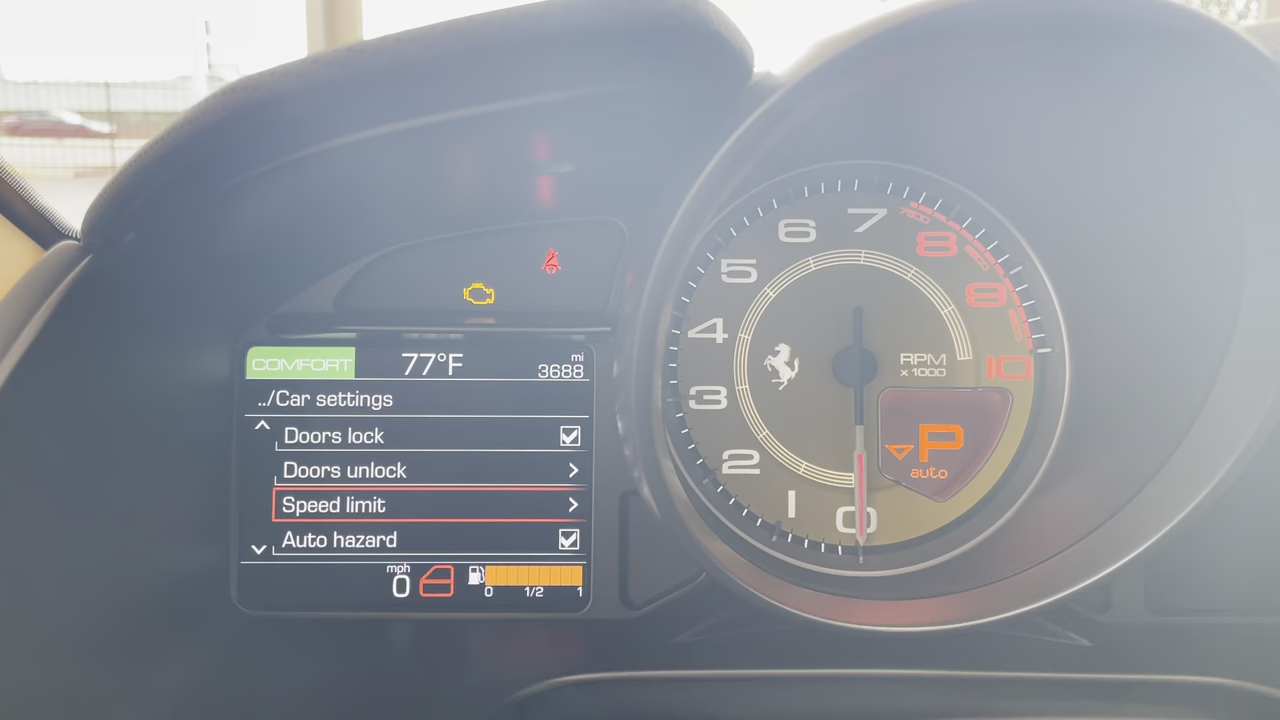 COMFORT 77°F mi 3688
../Car settings
Doors lock
Doors unlock
Speed limit
Auto hazard
mph
0
0 1/2 1
0
1
2
3
4
5
6
7
7500
8
9
10
RPM
x 1000
P
auto